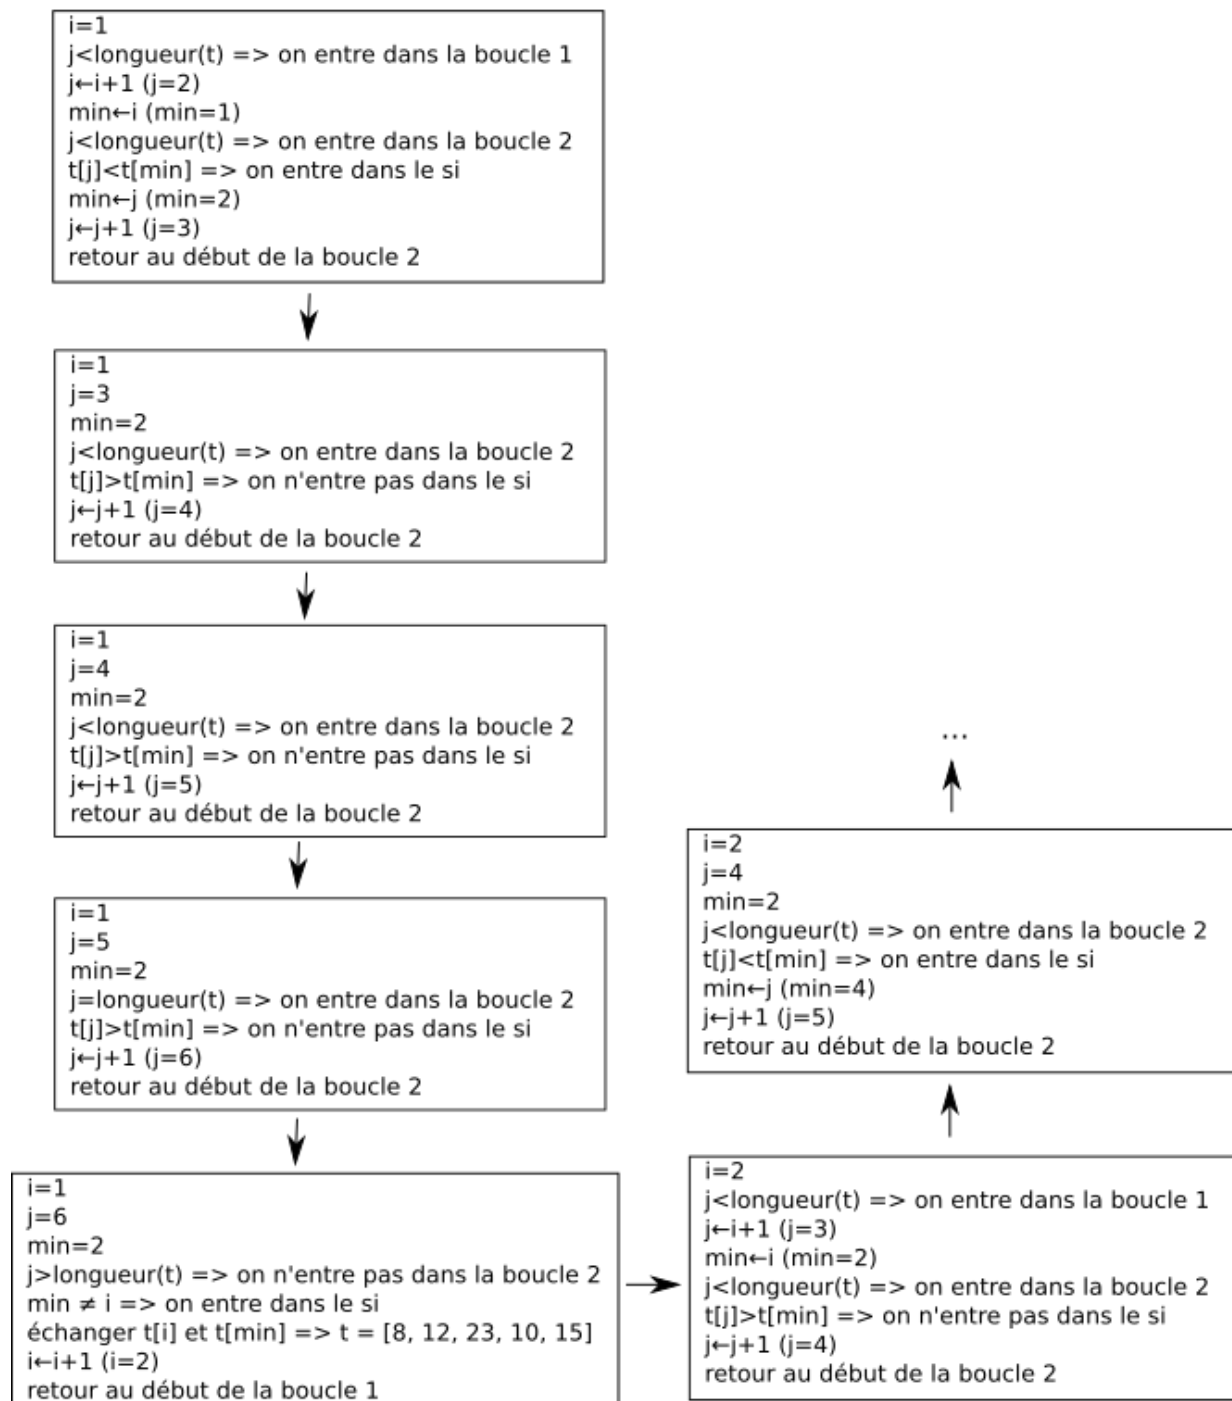 i=1
j<longueur(t) => on entre dans la boucle 1
j←i+1 (j=2)
min←i (min=1)
j<longueur(t) => on entre dans la boucle 2
t[j]<t[min] => on entre dans le si
min←j (min=2)
j←j+1 (j=3)
retour au début de la boucle 2
i=1
j=3
min=2
j<longueur(t) => on entre dans la boucle 2
t[j]>t[min] => on n'entre pas dans le si
j←j+1 (j=4)
retour au début de la boucle 2
i=1
j=4
min=2
j<longueur(t) => on entre dans la boucle 2
t[j]>t[min] => on n'entre pas dans le si
j←j+1 (j=5)
retour au début de la boucle 2
i=1
j=5
min=2
j=longueur(t) => on entre dans la boucle 2
t[j]>t[min] => on n'entre pas dans le si
j←j+1 (j=6)
retour au début de la boucle 2
i=1
j=6
min=2
j>longueur(t) => on n'entre pas dans la boucle 2
min ≠ i => on entre dans le si
échanger t[i] et t[min] => t = [8, 12, 23, 10, 15]
i←i+1 (i=2)
retour au début de la boucle 1
i=2
j<longueur(t) => on entre dans la boucle 1
j←i+1 (j=3)
min←i (min=2)
j<longueur(t) => on entre dans la boucle 2
t[j]>t[min] => on n'entre pas dans le si
j←j+1 (j=4)
retour au début de la boucle 2
i=2
j=4
min=2
j<longueur(t) => on entre dans la boucle 2
t[j]<t[min] => on entre dans le si
min←j (min=4)
j←j+1 (j=5)
retour au début de la boucle 2
...